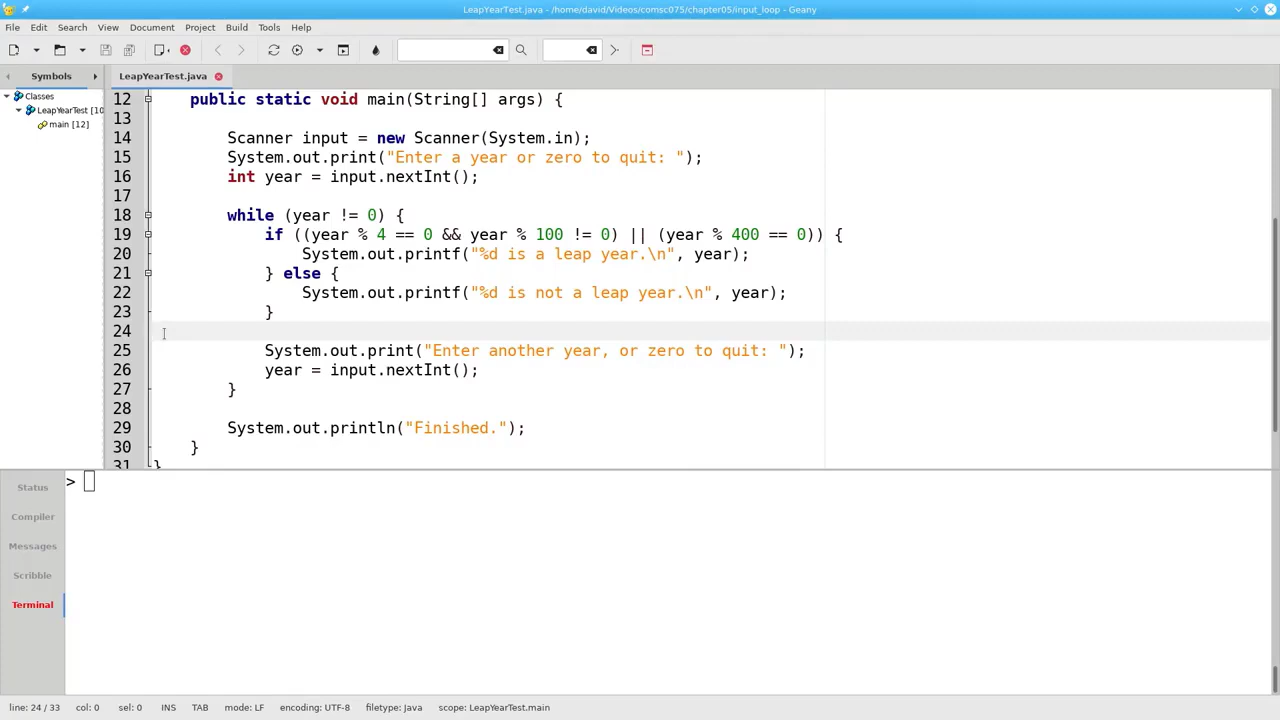 LeapYearTest.java - /home/david/Videos/comsc075/chapter05/input_loop - Geany
File Edit Search View Document Project Build Tools Help
Symbols LeapYearTest.java
Classes
LeapYearTest [10
main [12]
12 public static void main(String[] args) {
13
14 Scanner input = new Scanner(System.in);
15 System.out.print("Enter a year or zero to quit: ");
16 int year = input.nextInt();
17
18 while (year != 0) {
19 if ((year % 4 == 0 && year % 100 != 0) || (year % 400 == 0)) {
20 System.out.printf("%d is a leap year.\n", year);
21 } else {
22 System.out.printf("%d is not a leap year.\n", year);
23 }
24
25 System.out.print("Enter another year, or zero to quit: ");
26 year = input.nextInt();
27 }
28
29 System.out.println("Finished.");
30 }
31 }
>
Status
Compiler
Messages
Scribble
Terminal
line: 24 / 33 col: 0 sel: 0 INS TAB mode: LF encoding: UTF-8 filetype: Java scope: LeapYearTest.main